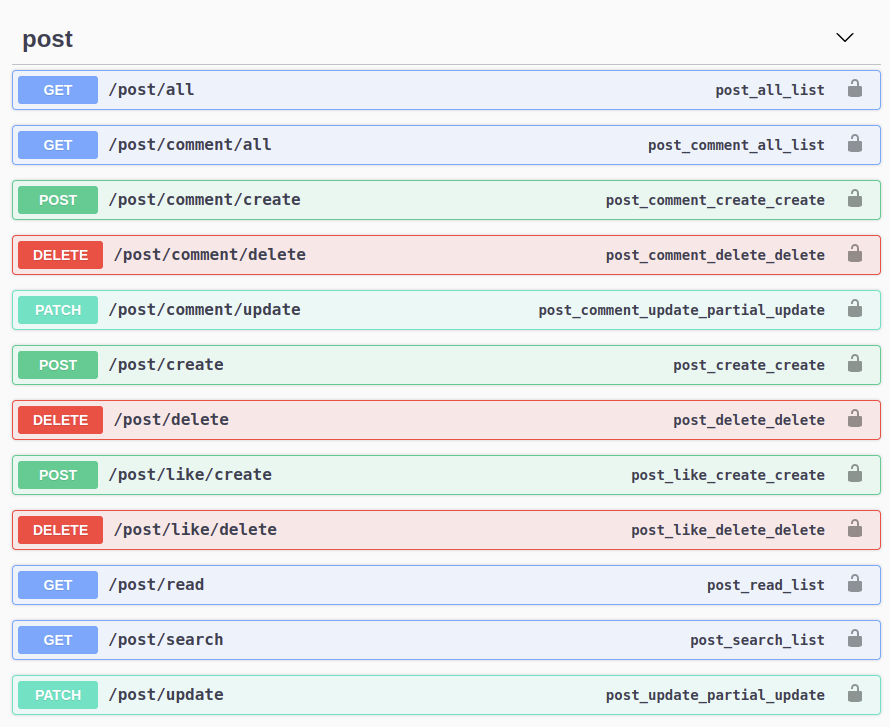 post
GET /post/all post_all_list
GET /post/comment/all post_comment_all_list
POST /post/comment/create post_comment_create_create
DELETE /post/comment/delete post_comment_delete_delete
PATCH /post/comment/update post_comment_update_partial_update
POST /post/create post_create_create
DELETE /post/delete post_delete_delete
POST /post/like/create post_like_create_create
DELETE /post/like/delete post_like_delete_delete
GET /post/read post_read_list
GET /post/search post_search_list
PATCH /post/update post_update_partial_update